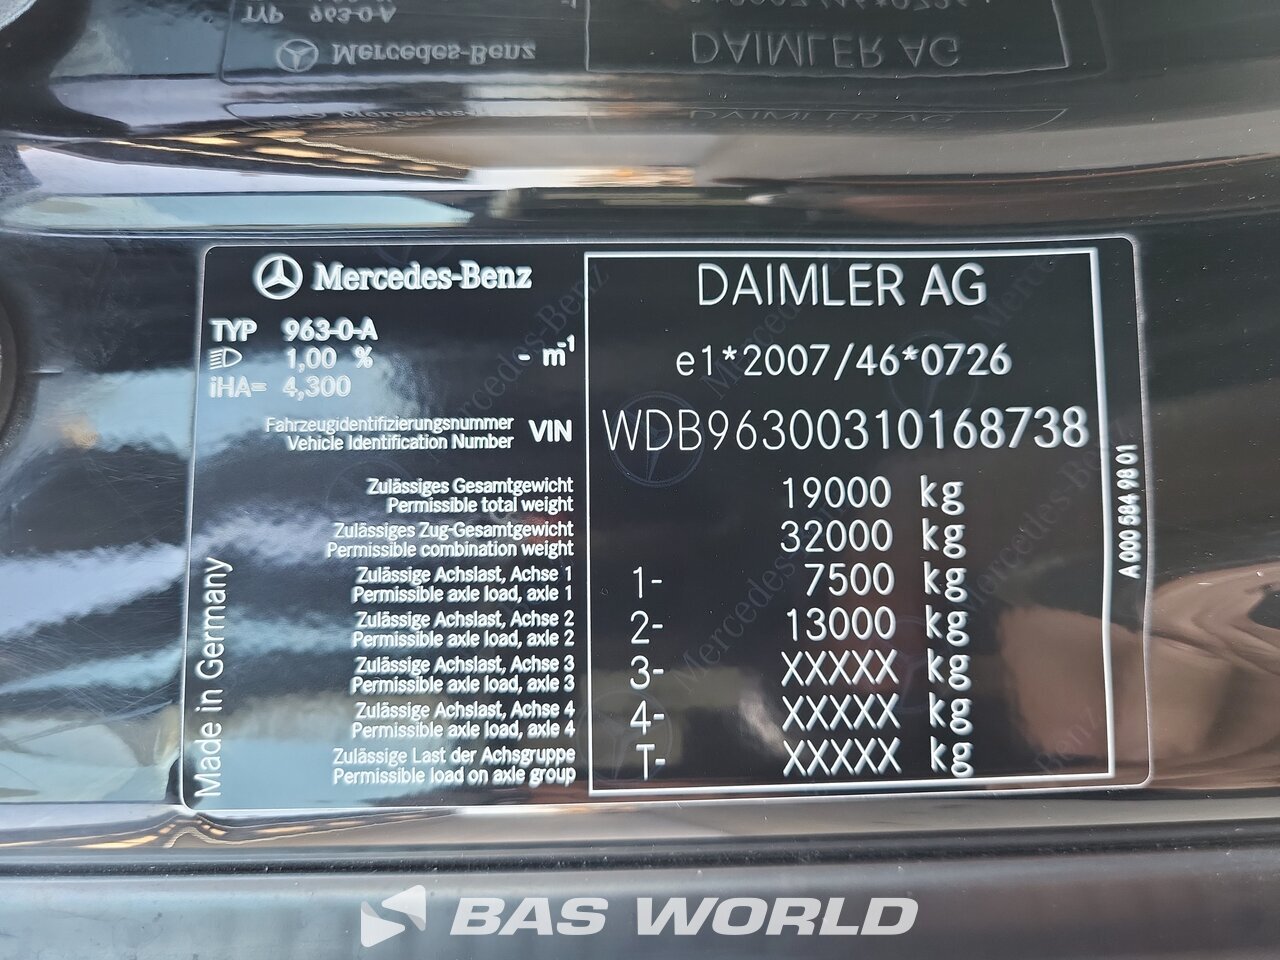 Mercedes-Benz
DAIMLER AG
TYP 963-0-A
1,00 % - m⁻¹
iHA= 4,300
e1*2007/46*0726
Fahrzeugidentifizierungsnummer
Vehicle Identification Number
VIN
WDB96300310168738
Zulässiges Gesamtgewicht
Permissible total weight
19000 kg
Zulässiges Zug-Gesamtgewicht
Permissible combination weight
32000 kg
Zulässige Achslast, Achse 1
Permissible axle load, axle 1
1- 7500 kg
Zulässige Achslast, Achse 2
Permissible axle load, axle 2
2- 13000 kg
Zulässige Achslast, Achse 3
Permissible axle load, axle 3
3- XXXXX kg
Zulässige Achslast, Achse 4
Permissible axle load, axle 4
4- XXXXX kg
Zulässige Last der Achsgruppe
Permissible load on axle group
T- XXXXX kg
Made in Germany
A 000 584 98 01
BAS WORLD